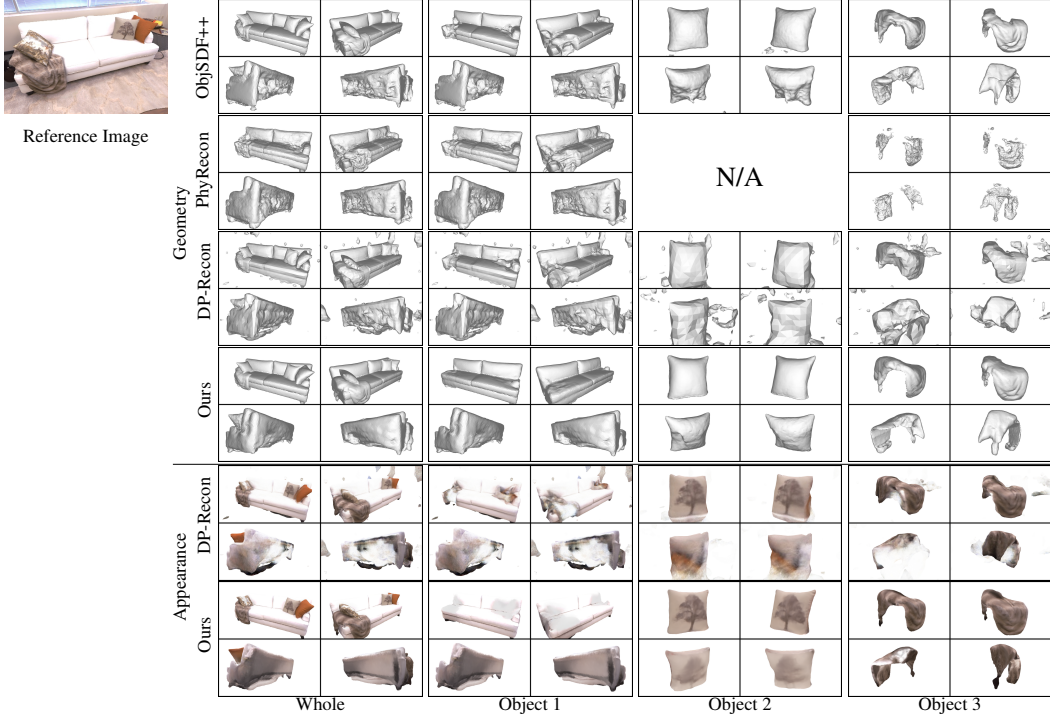 Reference Image
Geometry
ObjSDF++
PhyRecon
N/A
DP-Recon
Ours
Appearance
DP-Recon
Ours
Whole
Object 1
Object 2
Object 3